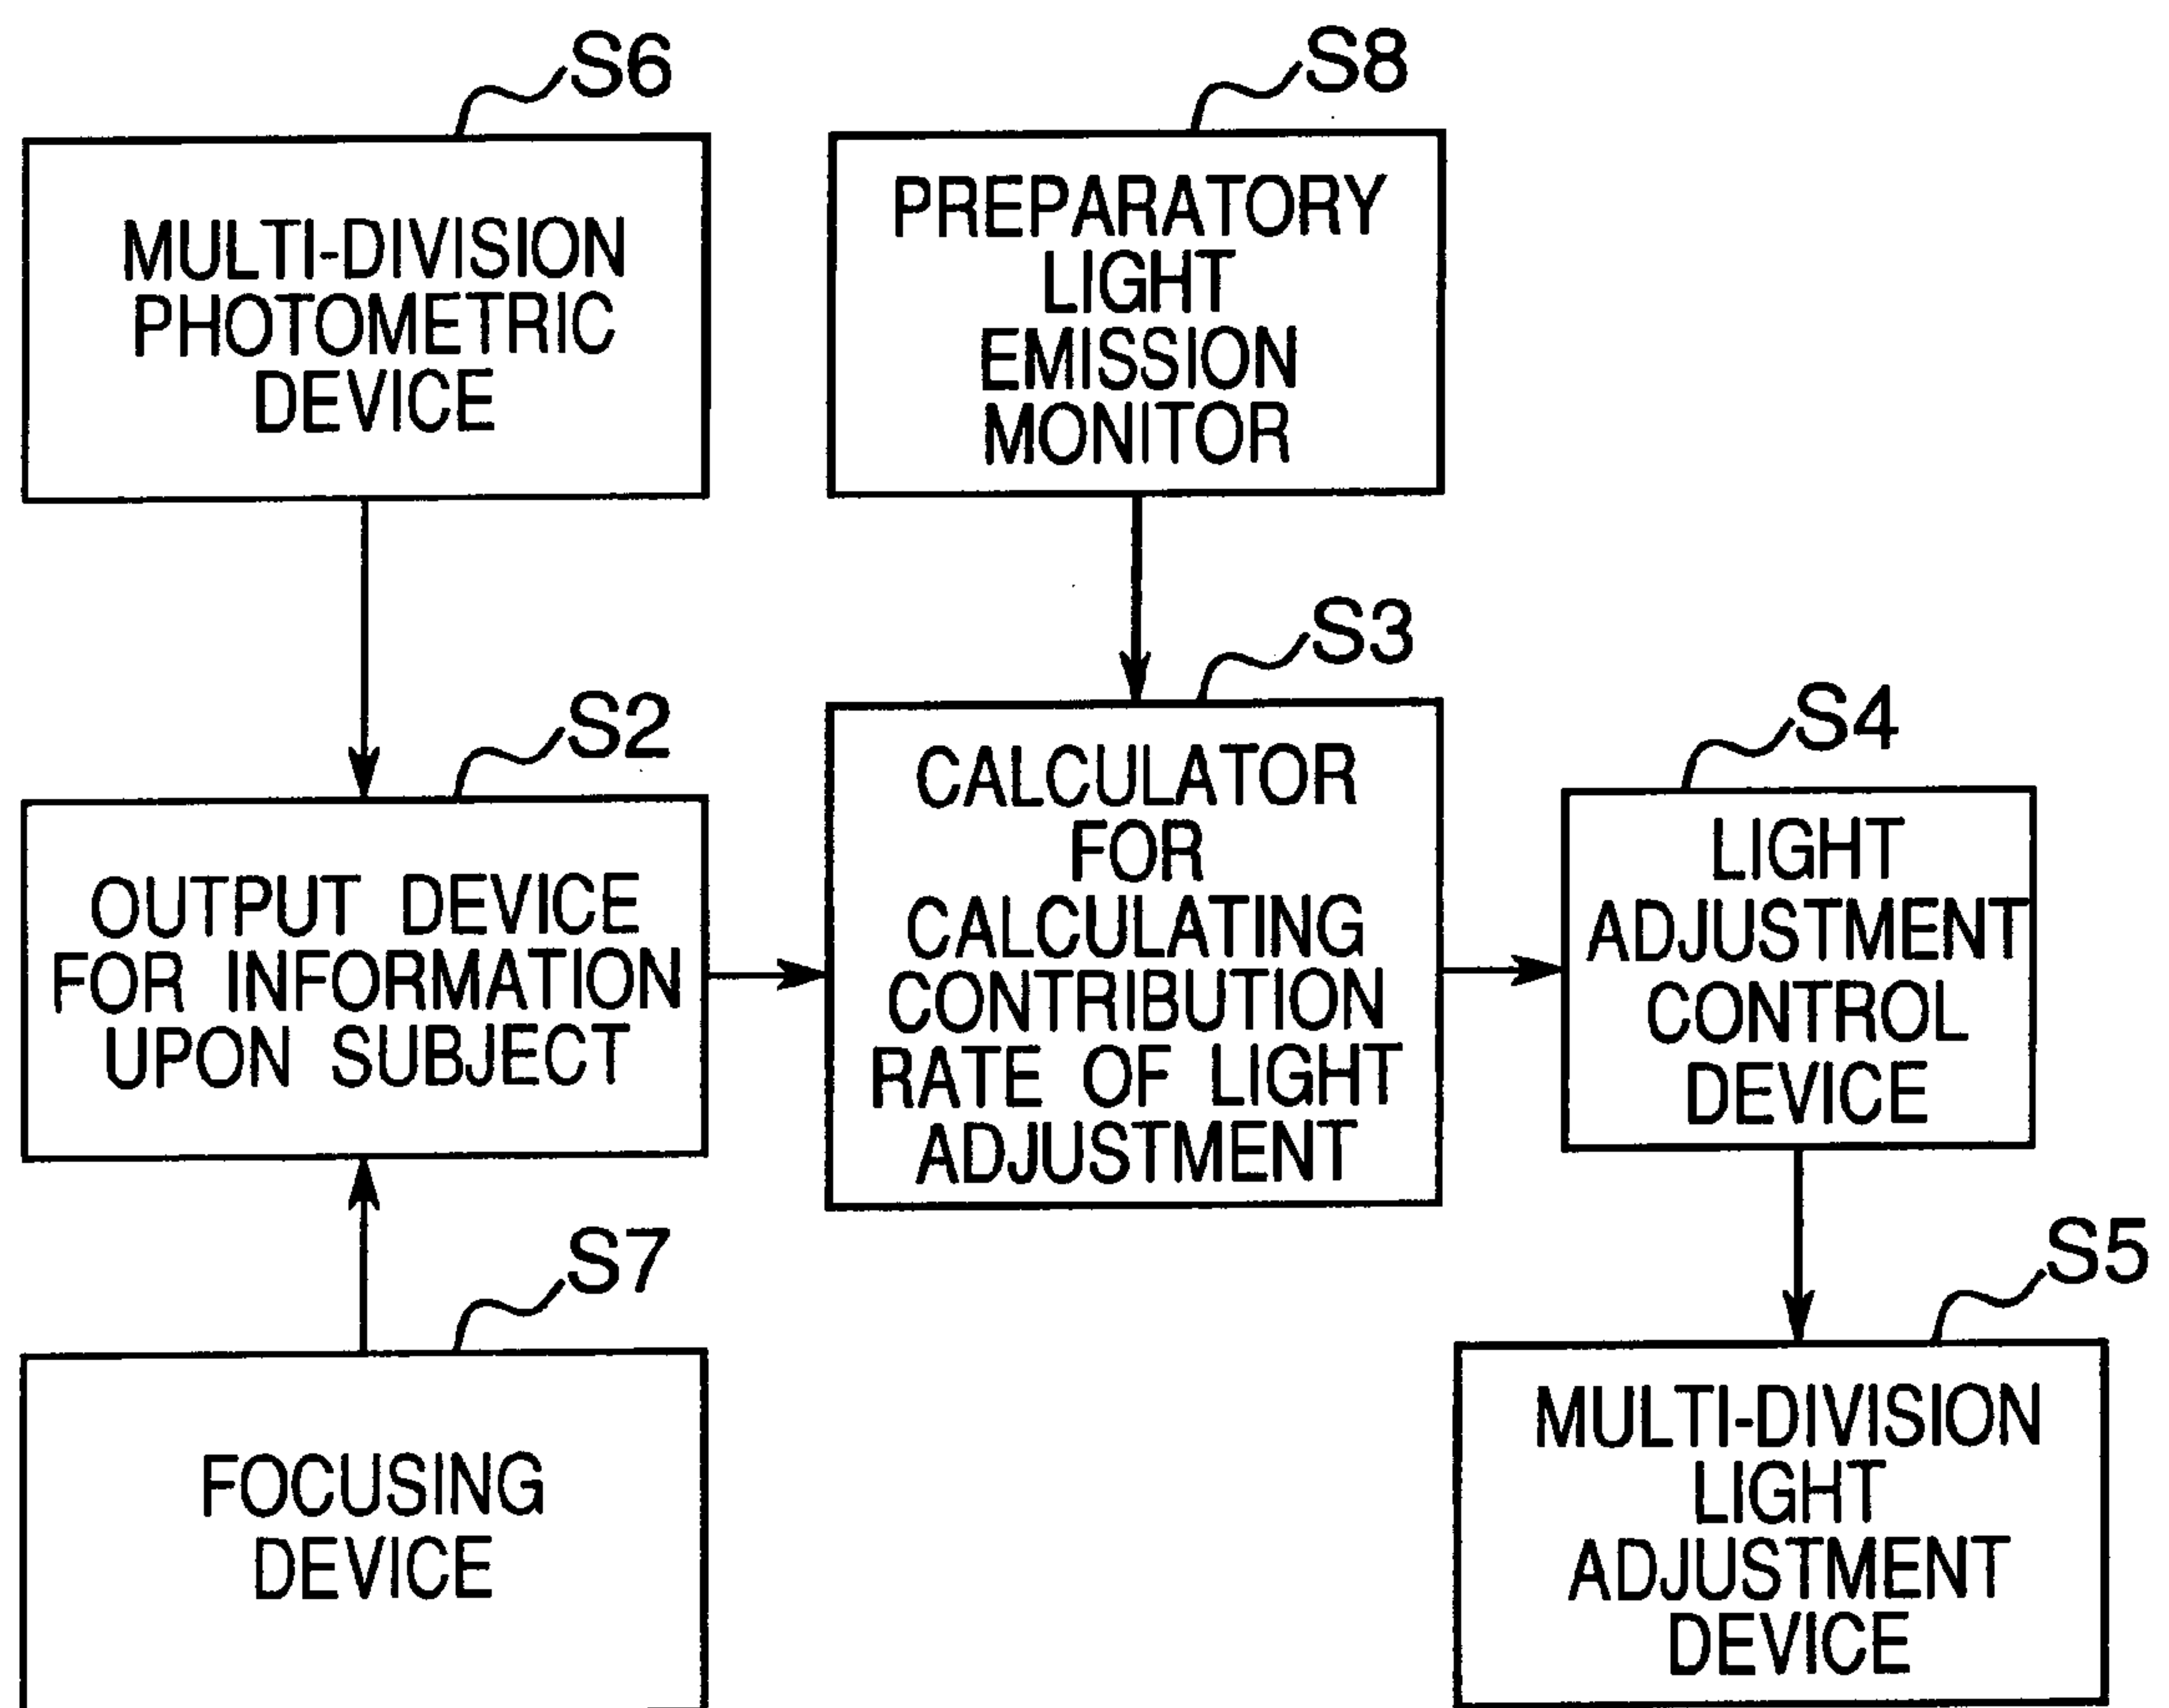 S6
MULTI-DIVISION
PHOTOMETRIC
DEVICE
S8
PREPARATORY
LIGHT
EMISSION
MONITOR
S2
OUTPUT DEVICE
FOR INFORMATION
UPON SUBJECT
S3
CALCULATOR
FOR
CALCULATING
CONTRIBUTION
RATE OF LIGHT
ADJUSTMENT
S4
LIGHT
ADJUSTMENT
CONTROL
DEVICE
S7
FOCUSING
DEVICE
S5
MULTI-DIVISION
LIGHT
ADJUSTMENT
DEVICE